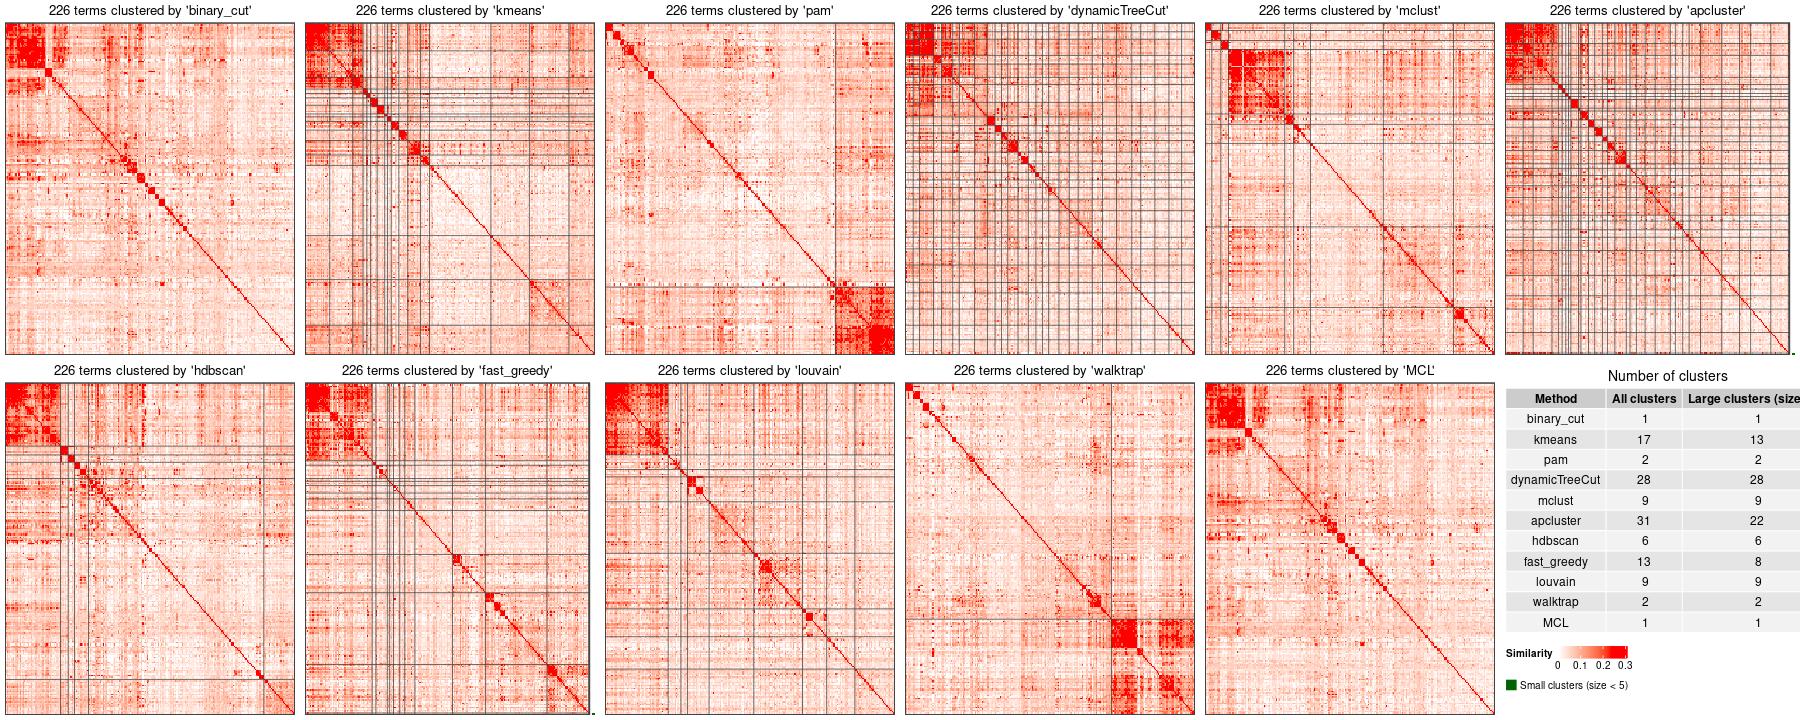 226 terms clustered by 'binary_cut'
226 terms clustered by 'kmeans'
226 terms clustered by 'pam'
226 terms clustered by 'dynamicTreeCut'
226 terms clustered by 'mclust'
226 terms clustered by 'apcluster'
226 terms clustered by 'hdbscan'
226 terms clustered by 'fast_greedy'
226 terms clustered by 'louvain'
226 terms clustered by 'walktrap'
226 terms clustered by 'MCL'
Number of clusters
Method All clusters Large clusters (size
binary_cut 1 1
kmeans 17 13
pam 2 2
dynamicTreeCut 28 28
mclust 9 9
apcluster 31 22
hdbscan 6 6
fast_greedy 13 8
louvain 9 9
walktrap 2 2
MCL 1 1
Similarity
0 0.1 0.2 0.3
Small clusters (size < 5)